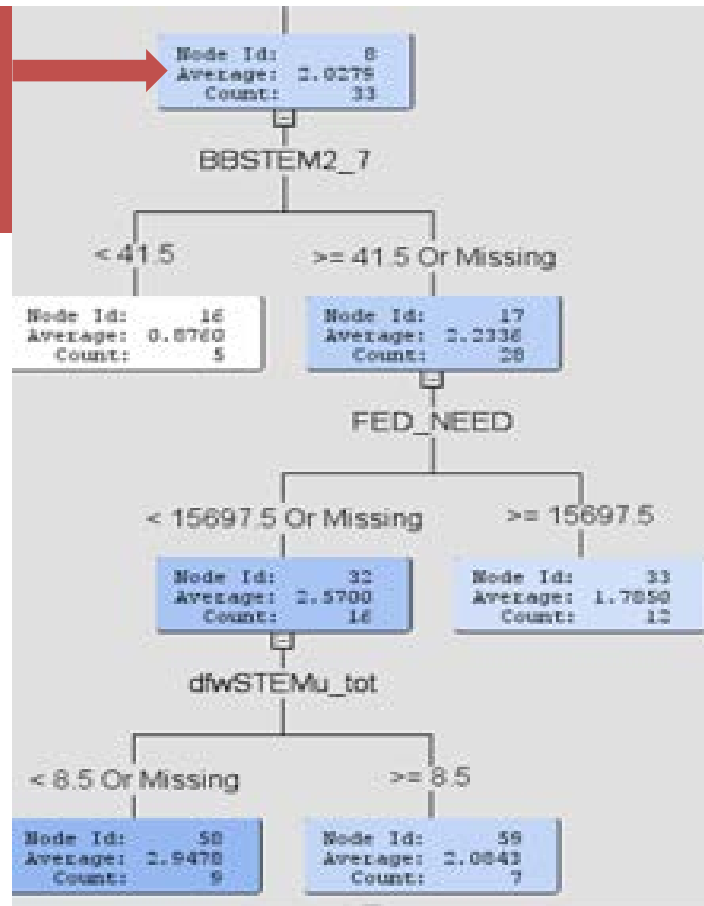 Node Id: 8
Average: 2.0279
Count: 33
BBSTEM2_7
< 41.5
>= 41.5 Or Missing
Node Id: 16
Average: 0.8760
Count: 5
Node Id: 17
Average: 2.2336
Count: 28
FED_NEED
< 15697.5 Or Missing
>= 15697.5
Node Id: 32
Average: 2.5700
Count: 16
Node Id: 33
Average: 1.7850
Count: 12
dfwSTEMu_tot
< 8.5 Or Missing
>= 8.5
Node Id: 58
Average: 2.9478
Count: 9
Node Id: 59
Average: 2.0843
Count: 7